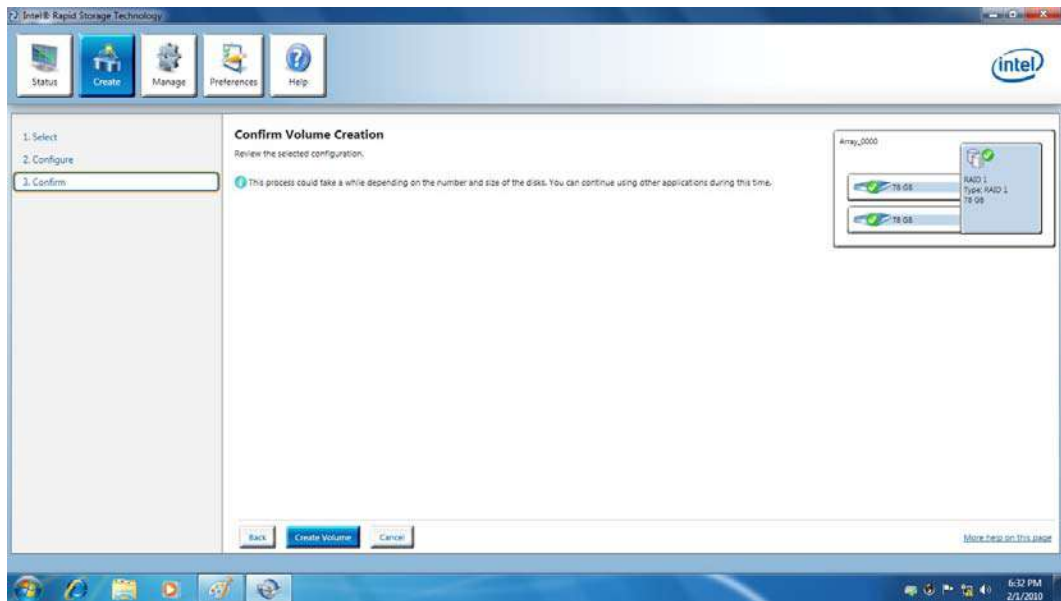 Intel® Rapid Storage Technology
Status
Create
Manage
Preferences
Help
intel
1. Select
2. Configure
3. Confirm
Confirm Volume Creation
Review the selected configuration.
This process could take a while depending on the number and size of the disks. You can continue using other applications during this time.
Array_0000
78 GB
78 GB
RAID 1
Type: RAID 1
78 GB
Back
Create Volume
Cancel
More help on this page
6:32 PM
2/1/2010